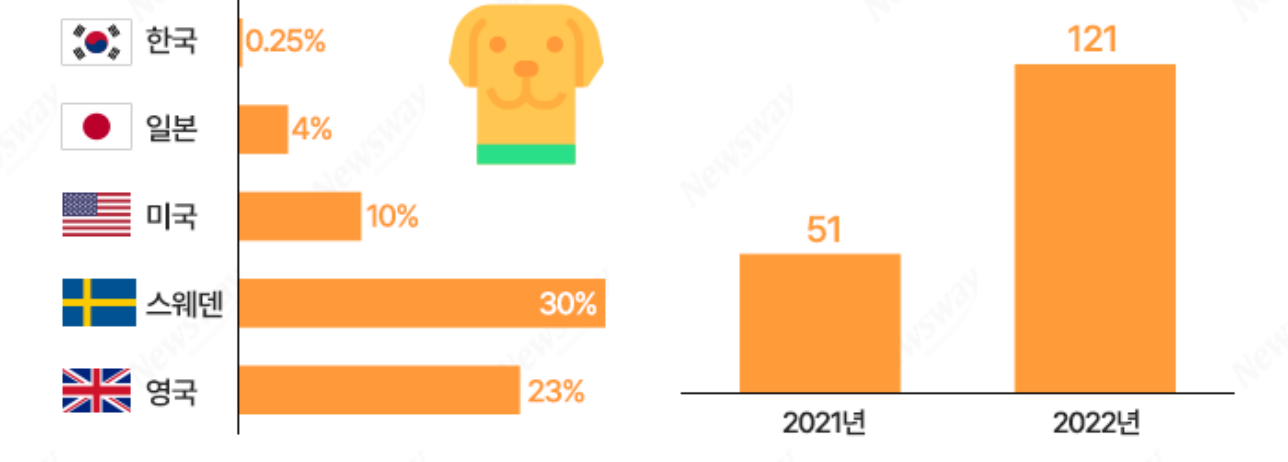 한국 0.25%
일본 4%
미국 10%
스웨덴 30%
영국 23%
51
121
2021년
2022년
Newsway